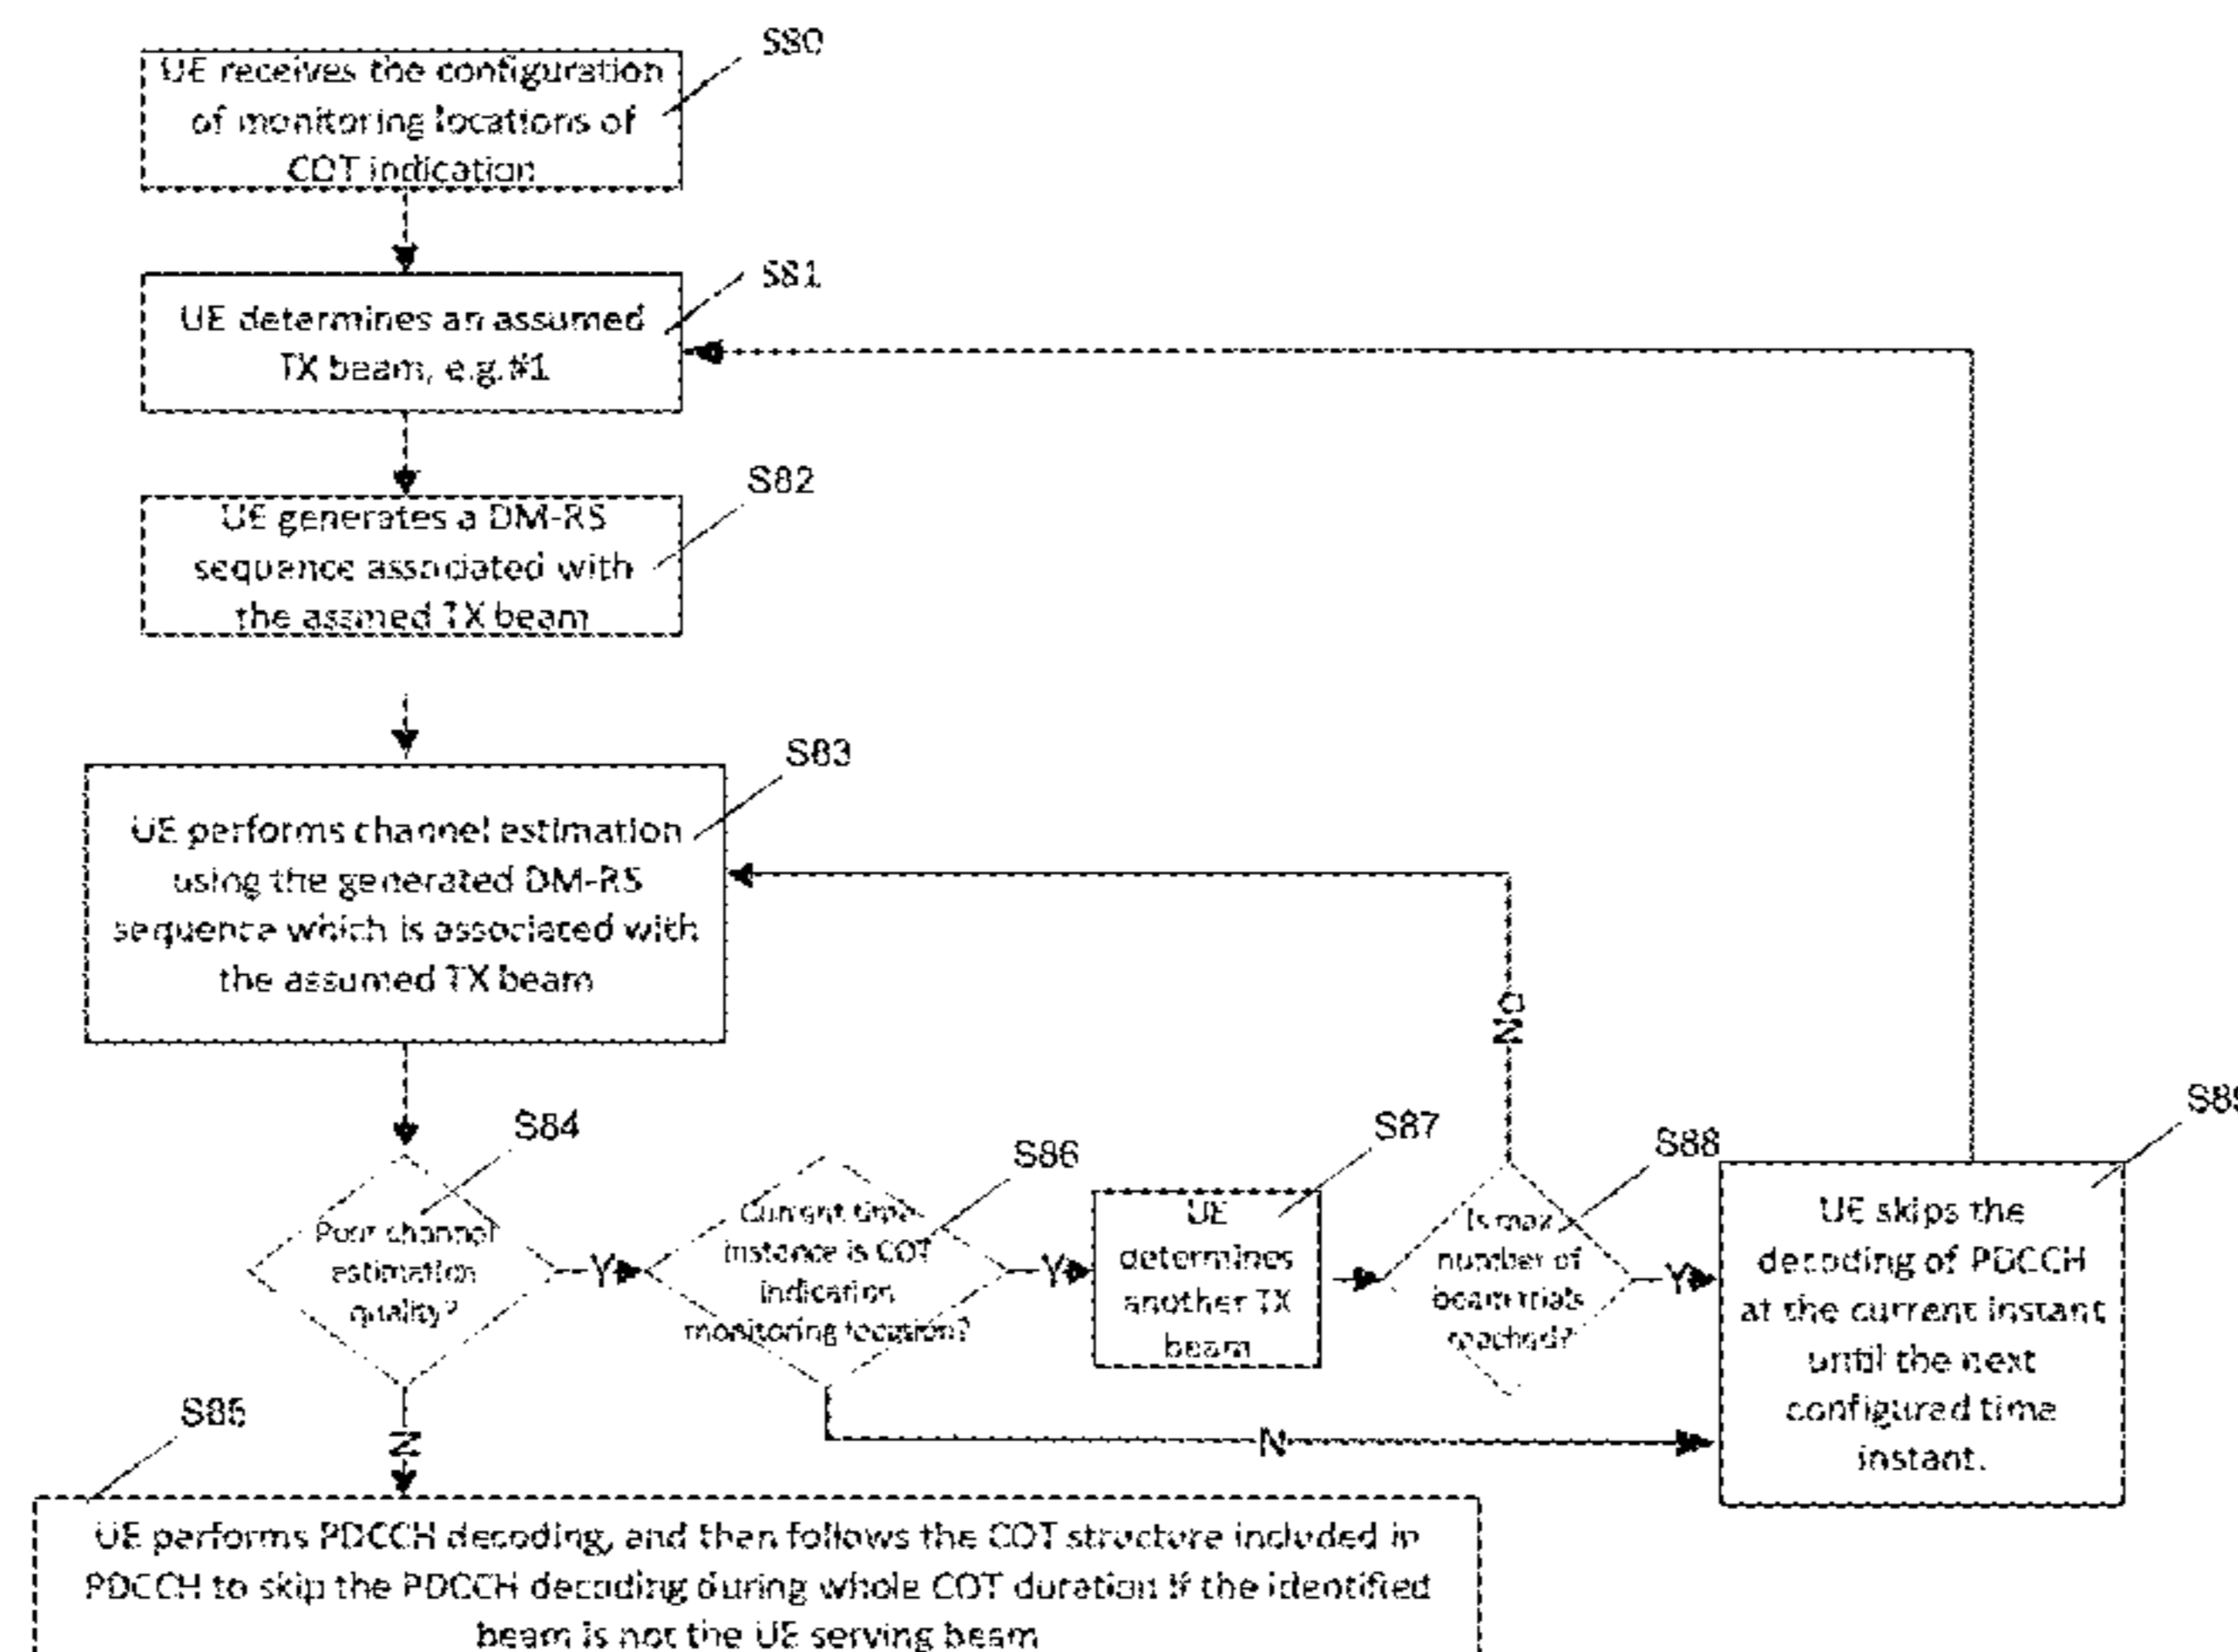 S80
UE receives the configuration
of monitoring locations of
COT indication
S81
UE determines an assumed
TX beam, e.g.#1
S82
UE generates a DM-RS
sequence associated with
the assmed TX beam
S83
UE performs channel estimation
using the generated DM-RS
sequence which is associated with
the assumed TX beam
NO
S84
Poor channel
estimation
quality?
Y
S86
Current time
instance is COT
indication
monitoring location?
Y
S87
UE
determines
another TX
beam
S88
Is max
number of
beam trials
reached?
Y
S89
UE skips the
decoding of PDCCH
at the current instant
until the next
configured time
instant.
N
N
S85
UE performs PDCCH decoding, and then follows the COT structure included in
PDCCH to skip the PDCCH decoding during whole COT duration if the identified
beam is not the UE serving beam